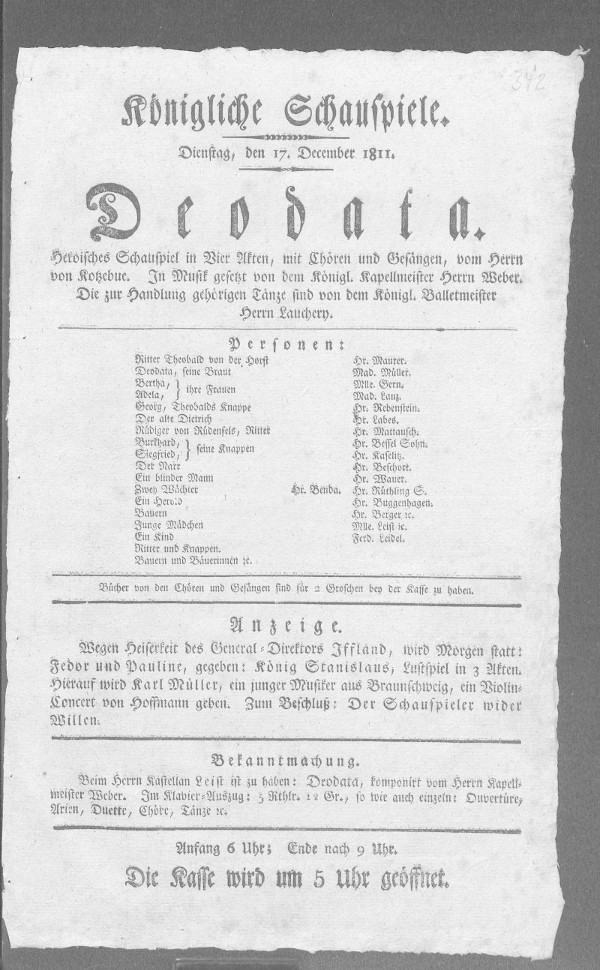 342
Königliche Schauspiele.
Dienstag, den 17. December 1811.
Deodata.
Heroisches Schauspiel in Vier Akten, mit Chören und Gesängen, vom Herrn
von Kotzebue. In Musik gesetzt von dem Königl. Kapellmeister Herrn Weber.
Die zur Handlung gehörigen Tänze sind von dem Königl. Balletmeister
Herrn Lauchery.
Personen:
Ritter Theobald von der Horst Hr. Maurer.
Deodata, seine Braut Mad. Müller.
Bertha, } ihre Frauen Mlle. Gern.
Adela, } Mad. Lanz.
Georg, Theobalds Knappe Hr. Rebenstein.
Der alte Dietrich Hr. Labes.
Rüdiger von Rüdensfels, Ritter Hr. Mattausch.
Burkhard, } seine Knappen Hr. Bessel Sohn.
Siegfried, } Hr. Kaselitz.
Der Narr Hr. Beschort.
Ein blinder Mann Hr. Wauer.
Zwey Wächter Hr. Benda. Hr. Rüthling S.
Ein Herold Hr. Buggenhagen.
Bauern Hr. Berger ꝛc.
Junge Mädchen Mlle. Leist ꝛc.
Ein Kind Ferd. Leidel.
Ritter und Knappen.
Bauern und Bäuerinnen ꝛc.
Bücher von den Chören und Gesängen sind für 2 Groschen bey der Kasse zu haben.
Anzeige.
Wegen Heiserkeit des General-Direktors Iffland, wird Morgen statt:
Fedor und Pauline, gegeben: König Stanislaus, Lustspiel in 3 Akten.
Hierauf wird Karl Müller, ein junger Musiker aus Braunschweig, ein Violin-
Concert von Hoffmann geben. Zum Beschluß: Der Schauspieler wider
Willen.
Bekanntmachung.
Beim Herrn Kastellan Leist ist zu haben: Deodata, komponirt vom Herrn Kapell-
meister Weber. Im Klavier-Auszug: 5 Rthlr. 12 Gr., so wie auch einzeln: Ouvertüre,
Arien, Duette, Chöre, Tänze ꝛc.
Anfang 6 Uhr; Ende nach 9 Uhr.
Die Kasse wird um 5 Uhr geöffnet.